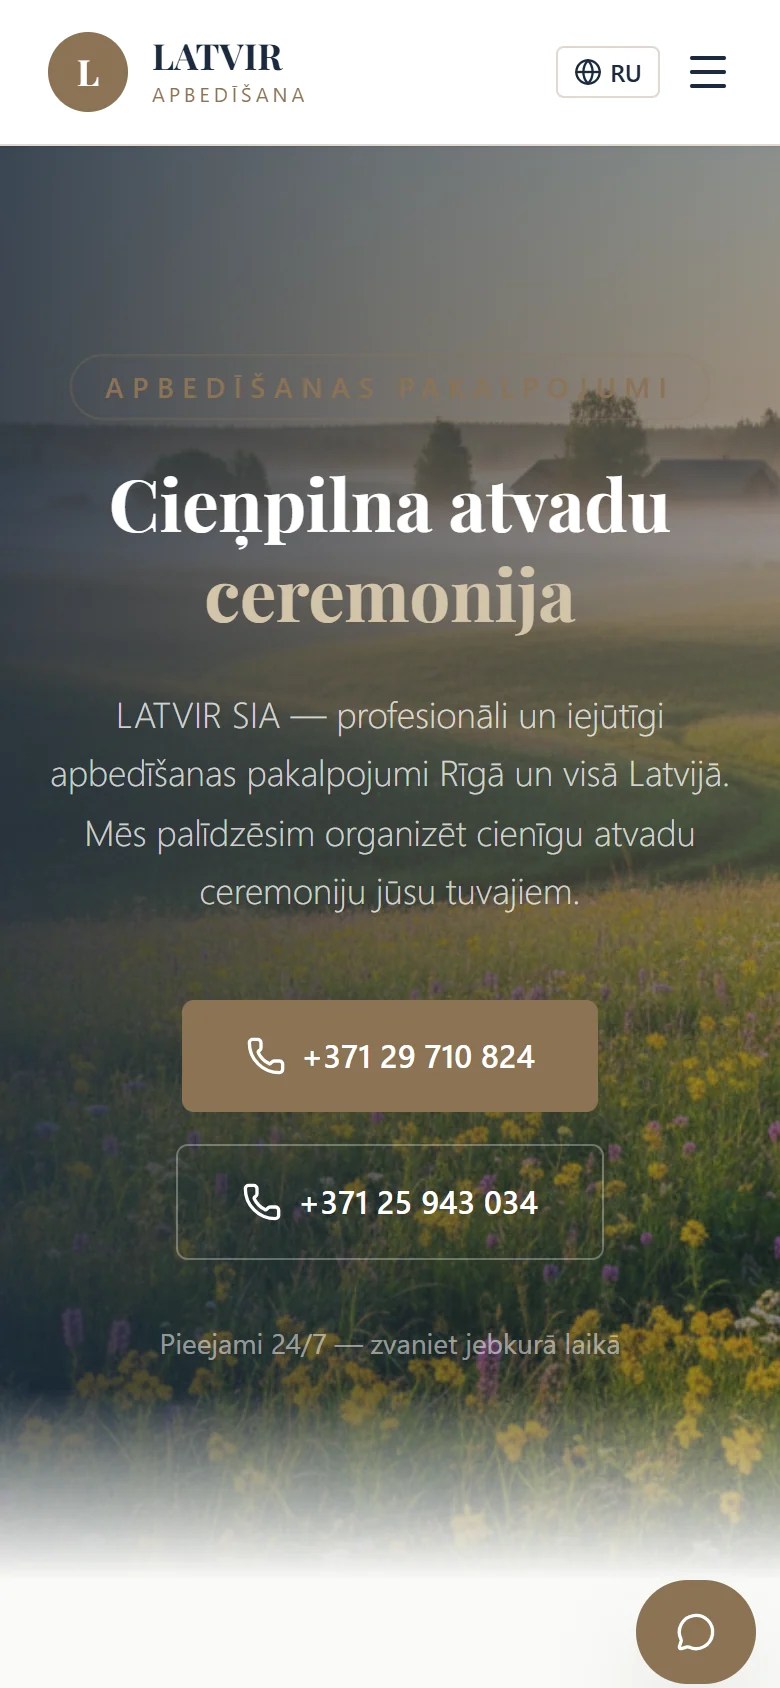 L
LATVIR
APBEDĪŠANA
RU
APBEDĪŠANAS PAKALPOJUMI
Cieņpilna atvadu
ceremonija
LATVIR SIA — profesionāli un iejūtīgi
apbedīšanas pakalpojumi Rīgā un visā Latvijā.
Mēs palīdzēsim organizēt cienīgu atvadu
ceremoniju jūsu tuvajiem.
+371 29 710 824
+371 25 943 034
Pieejami 24/7 — zvaniet jebkurā laikā